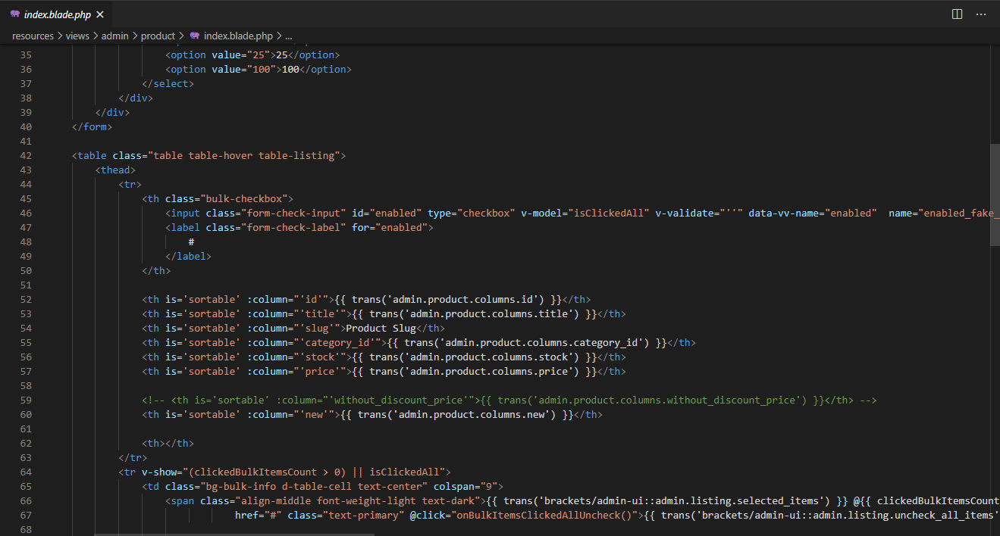 index.blade.php ×
resources > views > admin > product > index.blade.php > ...
35 <option value="25">25</option>
36 <option value="100">100</option>
37 </select>
38 </div>
39 </div>
40 </form>
41
42 <table class="table table-hover table-listing">
43 <thead>
44 <tr>
45 <th class="bulk-checkbox">
46 <input class="form-check-input" id="enabled" type="checkbox" v-model="isClickedAll" v-validate="''" data-vv-name="enabled"  name="enabled_fake_
47 <label class="form-check-label" for="enabled">
48 #
49 </label>
50 </th>
51
52 <th is='sortable' :column="'id'">{{ trans('admin.product.columns.id') }}</th>
53 <th is='sortable' :column="'title'">{{ trans('admin.product.columns.title') }}</th>
54 <th is='sortable' :column="'slug'">Product Slug</th>
55 <th is='sortable' :column="'category_id'">{{ trans('admin.product.columns.category_id') }}</th>
56 <th is='sortable' :column="'stock'">{{ trans('admin.product.columns.stock') }}</th>
57 <th is='sortable' :column="'price'">{{ trans('admin.product.columns.price') }}</th>
58
59 <!-- <th is='sortable' :column="'without_discount_price'">{{ trans('admin.product.columns.without_discount_price') }}</th> -->
60 <th is='sortable' :column="'new'">{{ trans('admin.product.columns.new') }}</th>
61
62 <th></th>
63 </tr>
64 <tr v-show="(clickedBulkItemsCount > 0) || isClickedAll">
65 <td class="bg-bulk-info d-table-cell text-center" colspan="9">
66 <span class="align-middle font-weight-light text-dark">{{ trans('brackets/admin-ui::admin.listing.selected_items') }} @{{ clickedBulkItemsCount
67 href="#" class="text-primary" @click="onBulkItemsClickedAllUncheck()">{{ trans('brackets/admin-ui::admin.listing.uncheck_all_items'
68